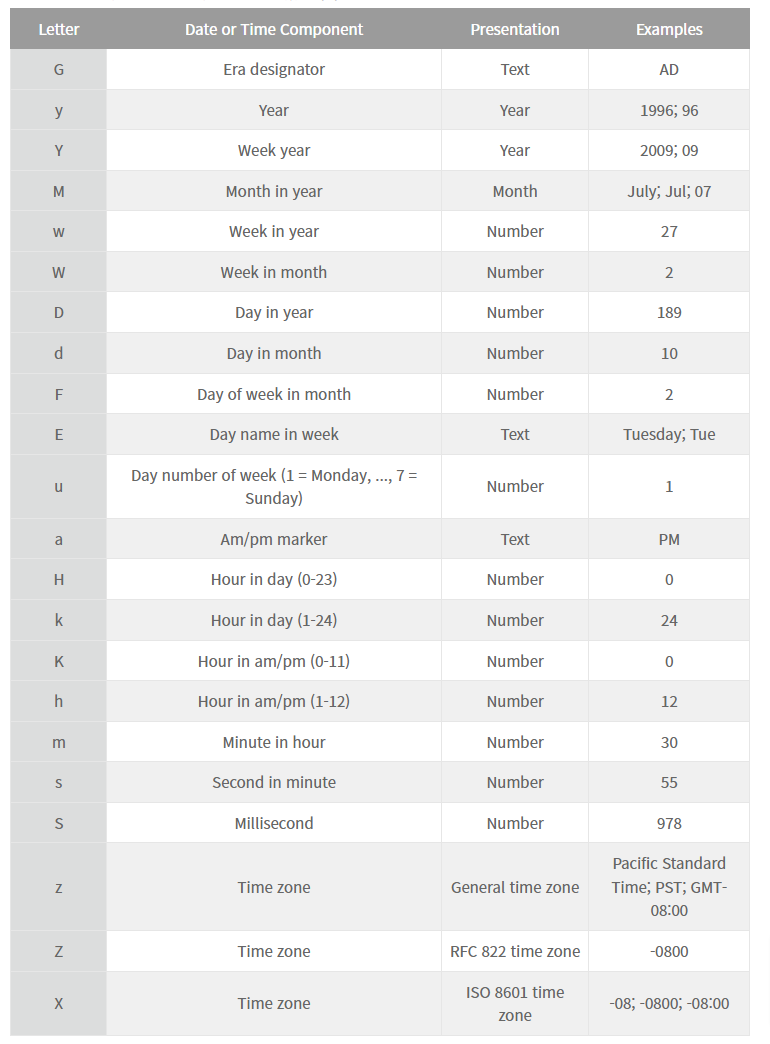 Letter Date or Time Component Presentation Examples
G Era designator Text AD
y Year Year 1996; 96
Y Week year Year 2009; 09
M Month in year Month July; Jul; 07
w Week in year Number 27
W Week in month Number 2
D Day in year Number 189
d Day in month Number 10
F Day of week in month Number 2
E Day name in week Text Tuesday; Tue
u Day number of week (1 = Monday, ..., 7 =
Sunday) Number 1
a Am/pm marker Text PM
H Hour in day (0-23) Number 0
k Hour in day (1-24) Number 24
K Hour in am/pm (0-11) Number 0
h Hour in am/pm (1-12) Number 12
m Minute in hour Number 30
s Second in minute Number 55
S Millisecond Number 978
z Time zone General time zone Pacific Standard
Time; PST; GMT-
08:00
Z Time zone RFC 822 time zone -0800
X Time zone ISO 8601 time
zone -08; -0800; -08:00